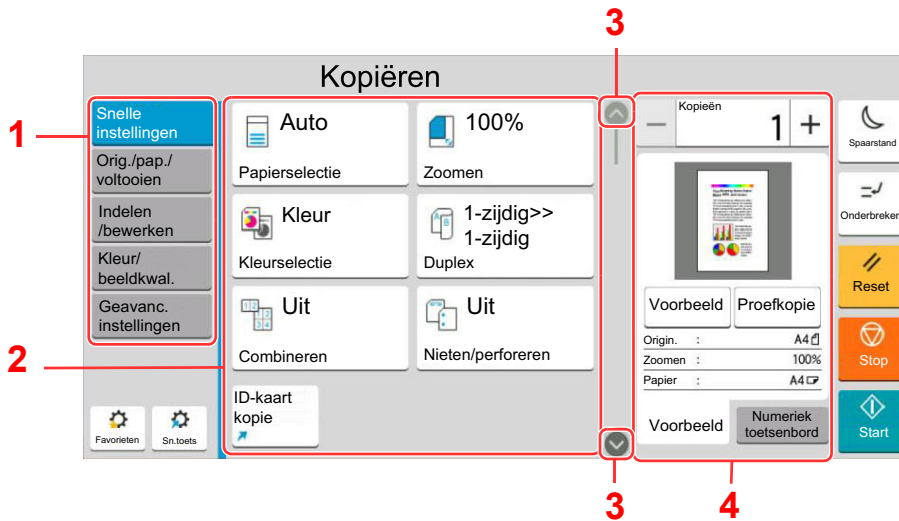 3
Kopiëren
1
Snelle
instellingen
Orig./pap./
voltooien
Indelen
/bewerken
Kleur/
beeldkwal.
Geavanc.
instellingen
Favorieten
Sn.toets
2
Auto
Papierselectie
100%
Zoomen
Kleur
Kleurselectie
1-zijdig>>
1-zijdig
Duplex
Uit
Combineren
Uit
Nieten/perforeren
ID-kaart
kopie
3
Kopieën
1
Voorbeeld
Proefkopie
Origin. : A4
Zoomen : 100%
Papier : A4
Voorbeeld
Numeriek
toetsenbord
4
Spaarstand
Onderbreken
Reset
Stop
Start